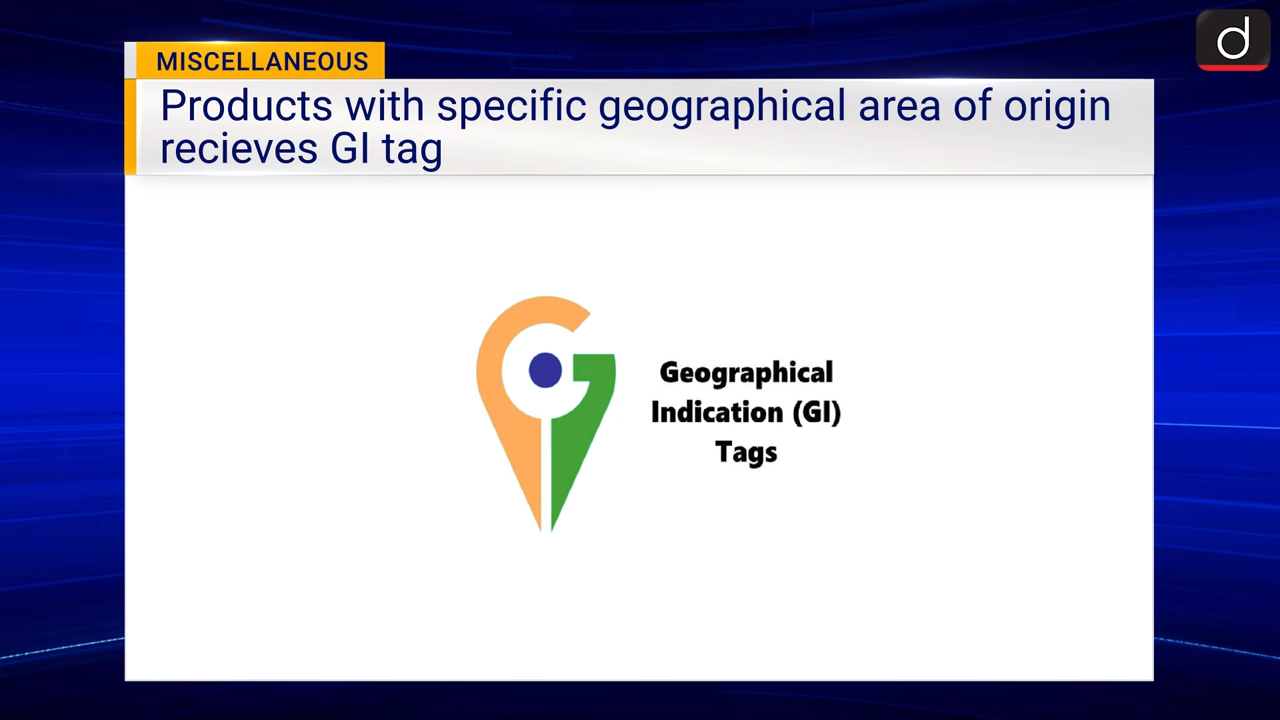 MISCELLANEOUS
d
Products with specific geographical area of origin
recieves GI tag
Geographical
Indication (GI)
Tags